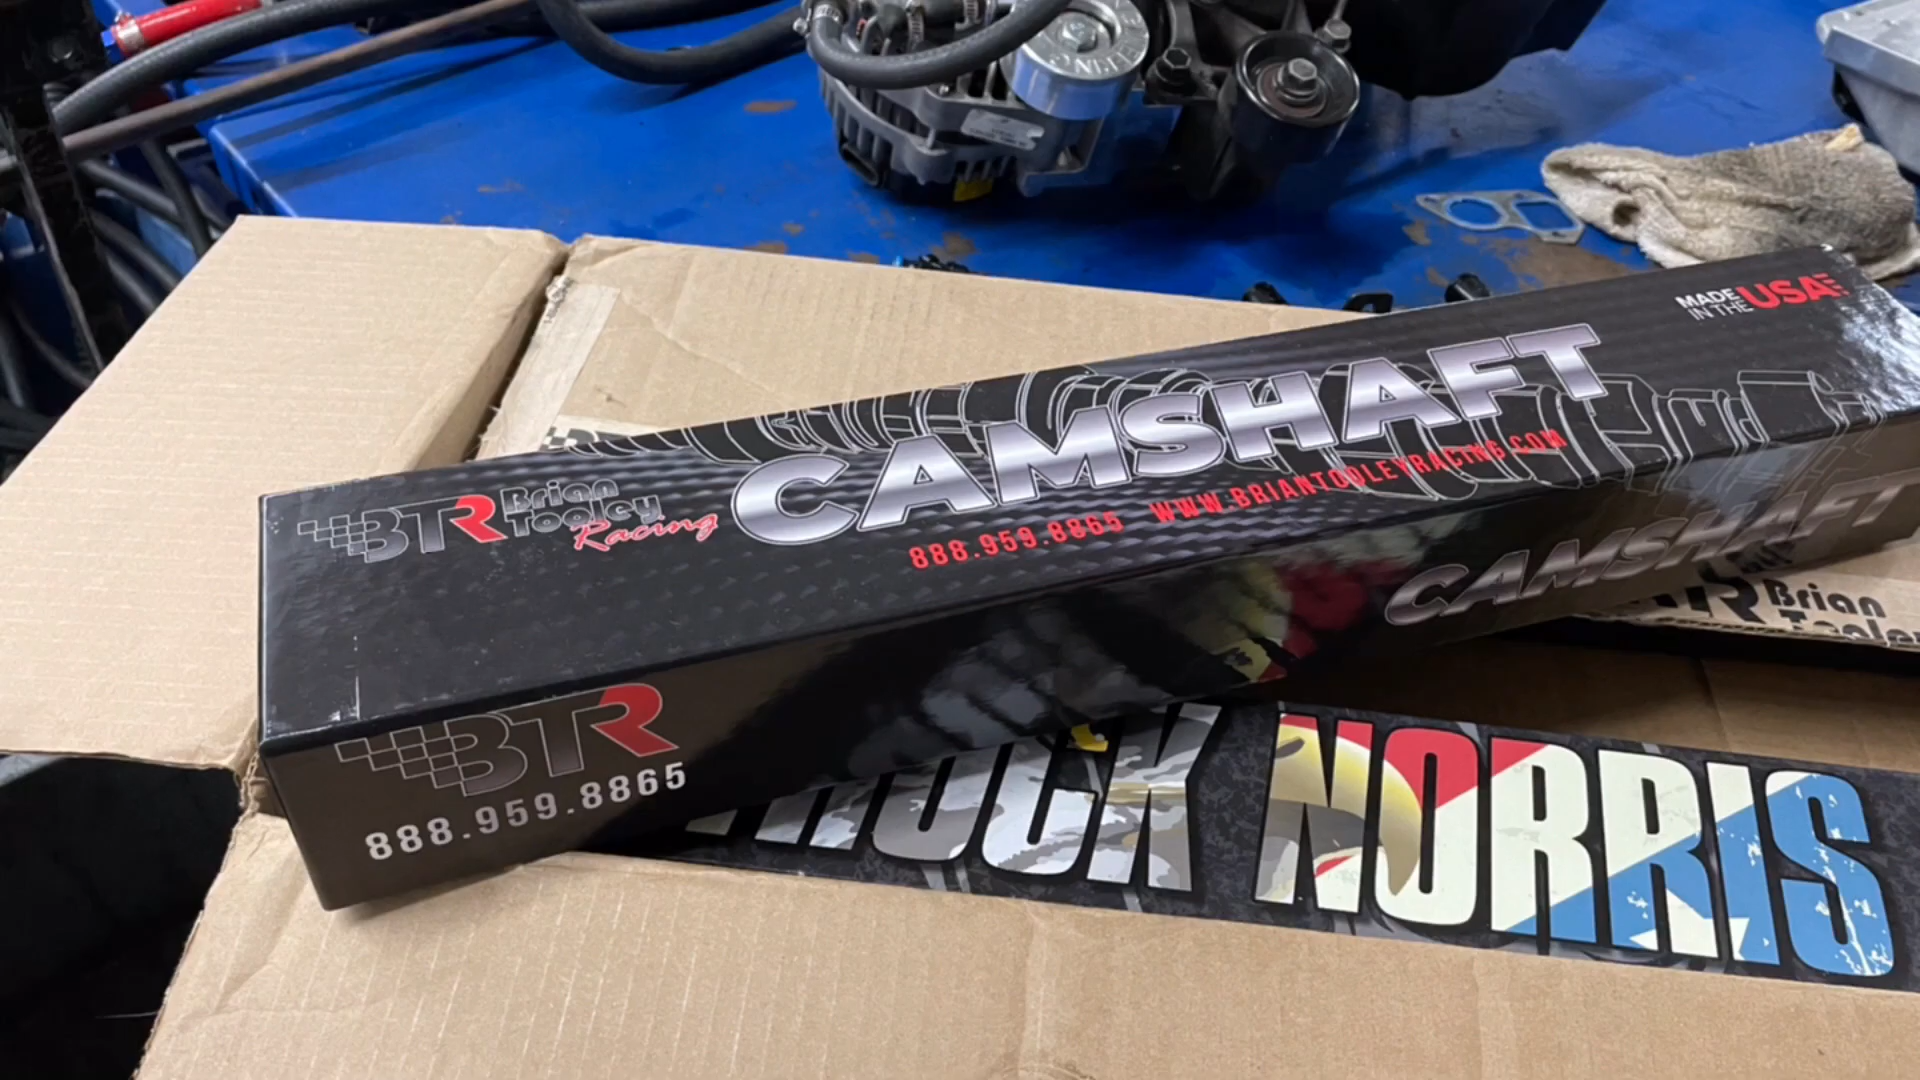 MADE
IN THE USA
BTR Brian
Tooley
Racing
CAMSHAFT
888.959.8865 WWW.BRIANTOOLEYRACING.COM
CAMSHAFT
BTR
888.959.8865
Brian
NORRIS